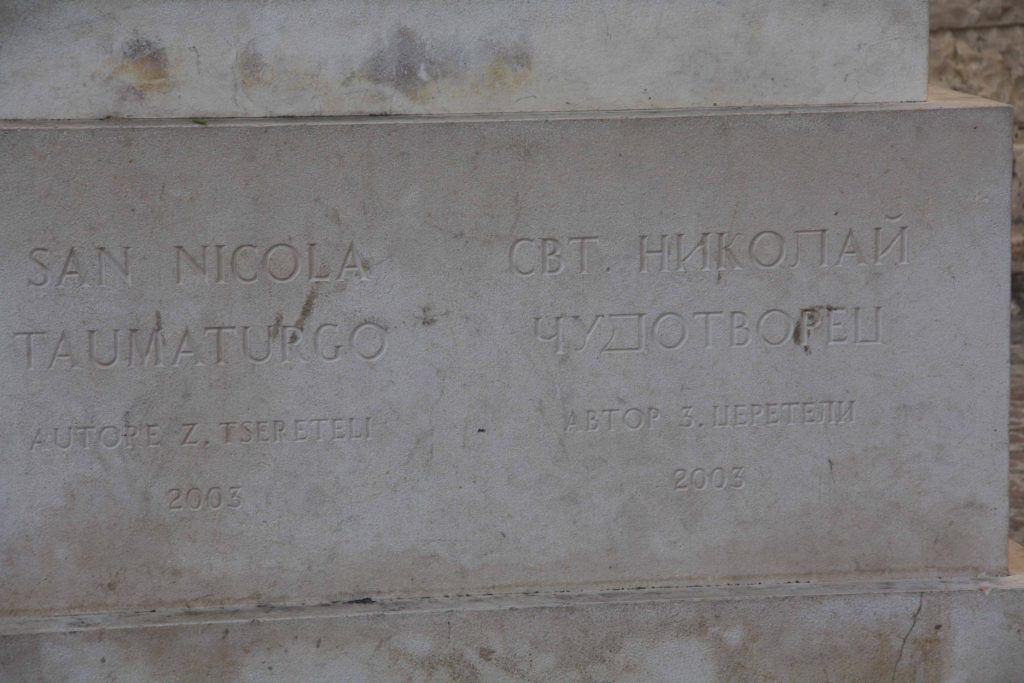 SAN NICOLA
TAUMATURGO
AUTORE Z. TSERETELI
2003
СВТ. НИКОЛАЙ
ЧУДОТВОРЕЦ
АВТОР З. ЦЕРЕТЕЛИ
2003